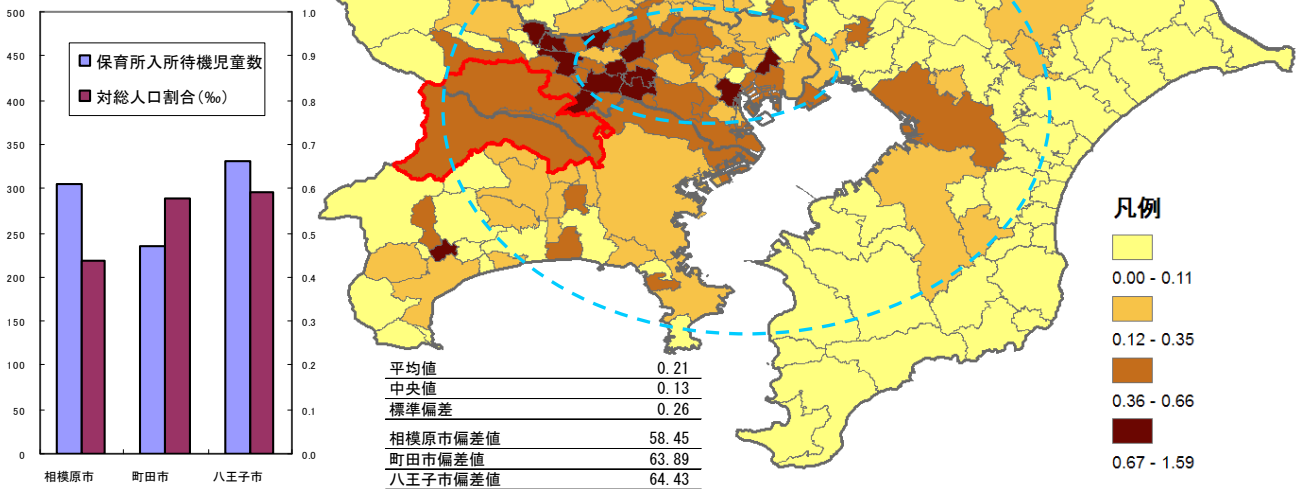 500
450
400
350
300
250
200
150
100
50
0
1.0
0.9
0.8
0.7
0.6
0.5
0.4
0.3
0.2
0.1
0.0
保育所入所待機児童数
対総人口割合(‰)
相模原市
町田市
八王子市
平均値 0.21
中央値 0.13
標準偏差 0.26
相模原市偏差値 58.45
町田市偏差値 63.89
八王子市偏差値 64.43
凡例
0.00 - 0.11
0.12 - 0.35
0.36 - 0.66
0.67 - 1.59